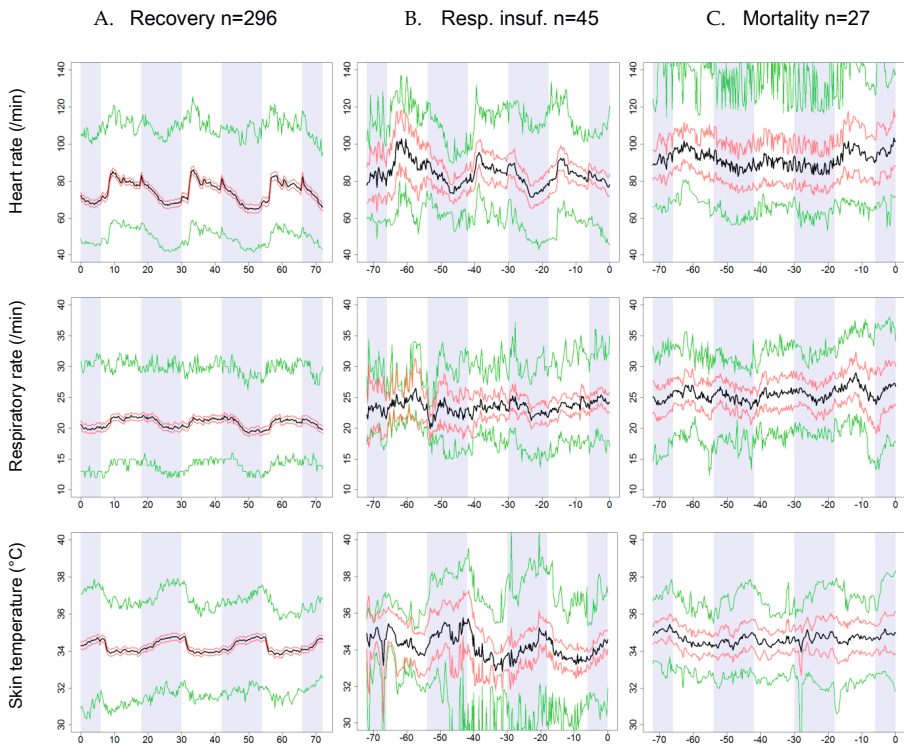 A. Recovery n=296
B. Resp. insuf. n=45
C. Mortality n=27
Heart rate (/min)
40 60 80 100 120 140
0 10 20 30 40 50 60 70
40 60 80 100 120 140
-70 -60 -50 -40 -30 -20 -10 0
40 60 80 100 120 140
-70 -60 -50 -40 -30 -20 -10 0
Respiratory rate (/min)
10 15 20 25 30 35 40
0 10 20 30 40 50 60 70
10 15 20 25 30 35 40
-70 -60 -50 -40 -30 -20 -10 0
10 15 20 25 30 35 40
-70 -60 -50 -40 -30 -20 -10 0
Skin temperature (°C)
30 32 34 36 38 40
0 10 20 30 40 50 60 70
30 32 34 36 38 40
-70 -60 -50 -40 -30 -20 -10 0
30 32 34 36 38 40
-70 -60 -50 -40 -30 -20 -10 0